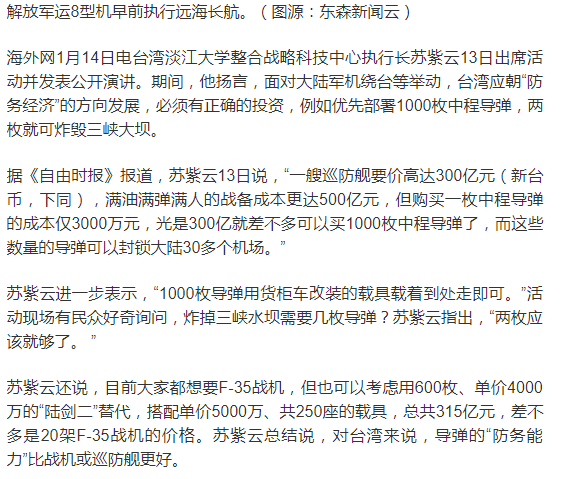 解放军运8型机早前执行远海长航。（图源：东森新闻云）
海外网1月14日电台湾淡江大学整合战略科技中心执行长苏紫云13日出席活
动并发表公开演讲。期间，他扬言，面对大陆军机绕台等举动，台湾应朝“防
务经济”的方向发展，必须有正确的投资，例如优先部署1000枚中程导弹，两
枚就可炸毁三峡大坝。
据《自由时报》报道，苏紫云13日说，“一艘巡防舰要价高达300亿元（新台
币，下同），满油满弹满人的战备成本更达500亿元，但购买一枚中程导弹
的成本仅3000万元，光是300亿就差不多可以买1000枚中程导弹了，而这些
数量的导弹可以封锁大陆30多个机场。”
苏紫云进一步表示，“1000枚导弹用货柜车改装的载具载着到处走即可。”活
动现场有民众好奇询问，炸掉三峡水坝需要几枚导弹？苏紫云指出，“两枚应
该就够了。 ”
苏紫云还说，目前大家都想要F-35战机，但也可以考虑用600枚、单价4000
万的“陆剑二”替代，搭配单价5000万、共250座的载具，总共315亿元，差不
多是20架F-35战机的价格。苏紫云总结说，对台湾来说，导弹的“防务能
力”比战机或巡防舰更好。